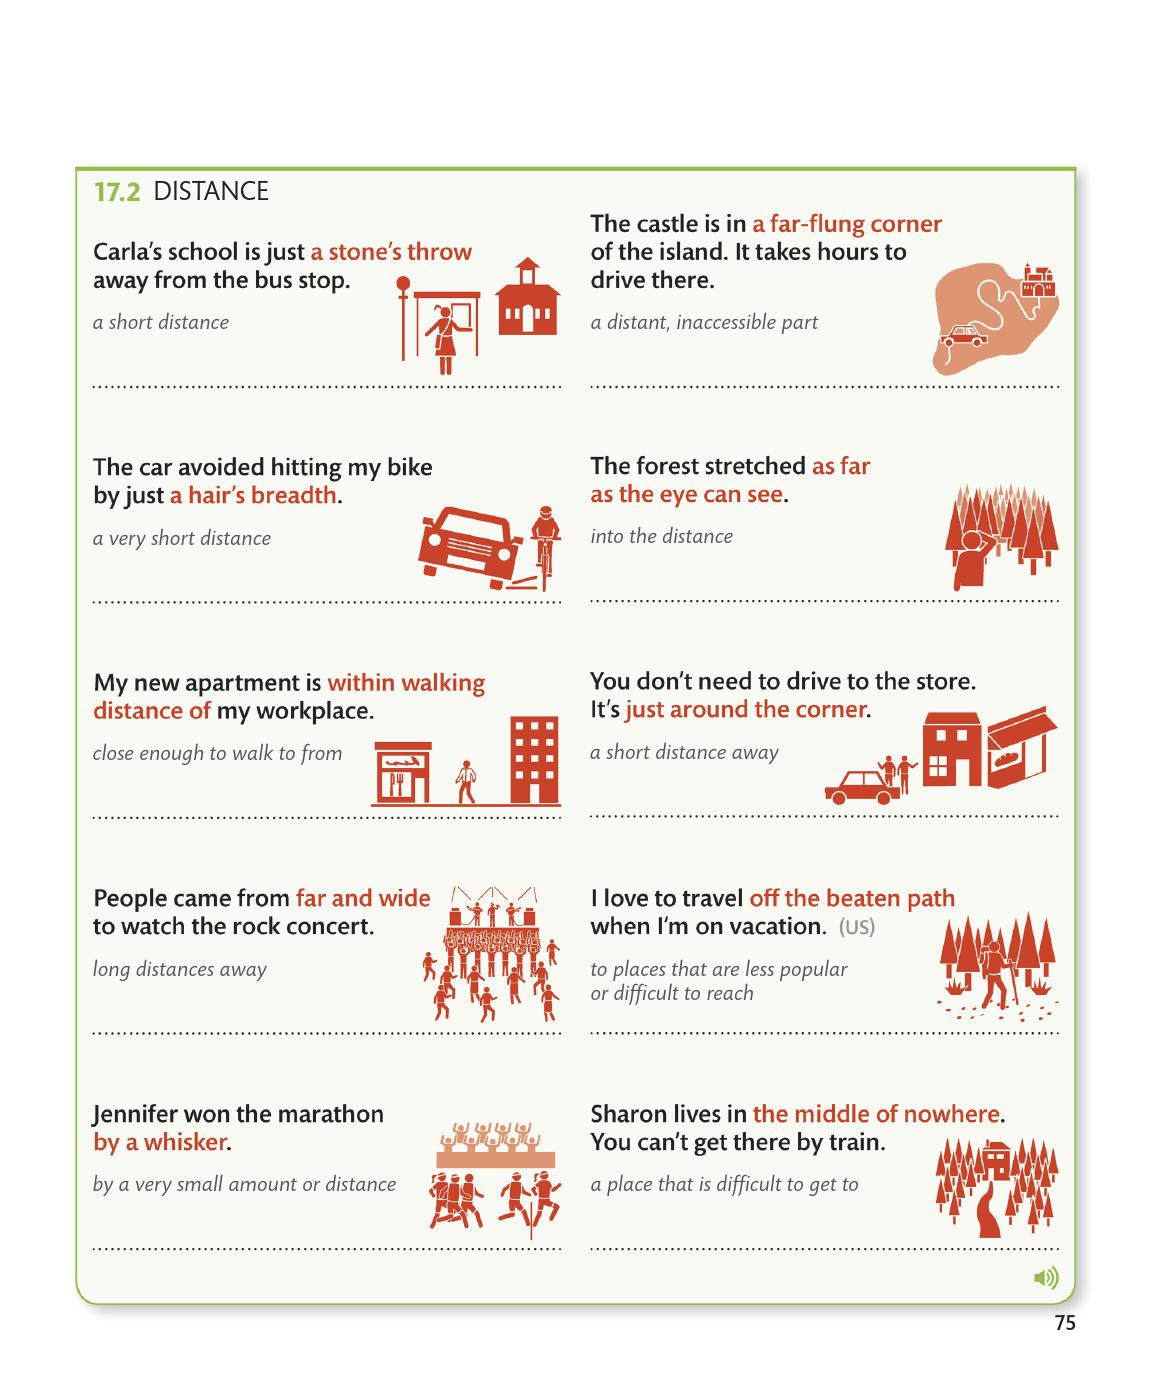 17.2 DISTANCE
Carla’s school is just a stone’s throw
away from the bus stop.
a short distance
The castle is in a far-flung corner
of the island. It takes hours to
drive there.
a distant, inaccessible part
The car avoided hitting my bike
by just a hair’s breadth.
a very short distance
The forest stretched as far
as the eye can see.
into the distance
My new apartment is within walking
distance of my workplace.
close enough to walk to from
You don’t need to drive to the store.
It’s just around the corner.
a short distance away
People came from far and wide
to watch the rock concert.
long distances away
I love to travel off the beaten path
when I’m on vacation. (US)
to places that are less popular
or difficult to reach
Jennifer won the marathon
by a whisker.
by a very small amount or distance
Sharon lives in the middle of nowhere.
You can’t get there by train.
a place that is difficult to get to
75